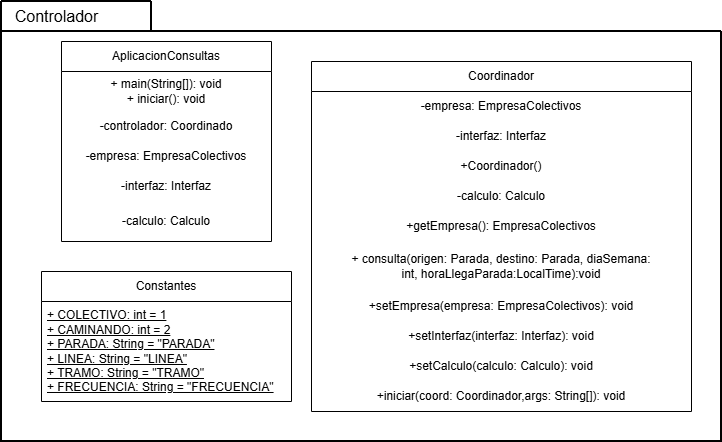 Controlador
AplicacionConsultas
+ main(String[]): void
+ iniciar(): void
-controlador: Coordinado
-empresa: EmpresaColectivos
-interfaz: Interfaz
-calculo: Calculo
Coordinador
-empresa: EmpresaColectivos
-interfaz: Interfaz
+Coordinador()
-calculo: Calculo
+getEmpresa(): EmpresaColectivos
+ consulta(origen: Parada, destino: Parada, diaSemana:
int, horaLlegaParada:LocalTime):void
+setEmpresa(empresa: EmpresaColectivos): void
+setInterfaz(interfaz: Interfaz): void
+setCalculo(calculo: Calculo): void
+iniciar(coord: Coordinador,args: String[]): void
Constantes
+ COLECTIVO: int = 1
+ CAMINANDO: int = 2
+ PARADA: String = "PARADA"
+ LINEA: String = "LINEA"
+ TRAMO: String = "TRAMO"
+ FRECUENCIA: String = "FRECUENCIA"